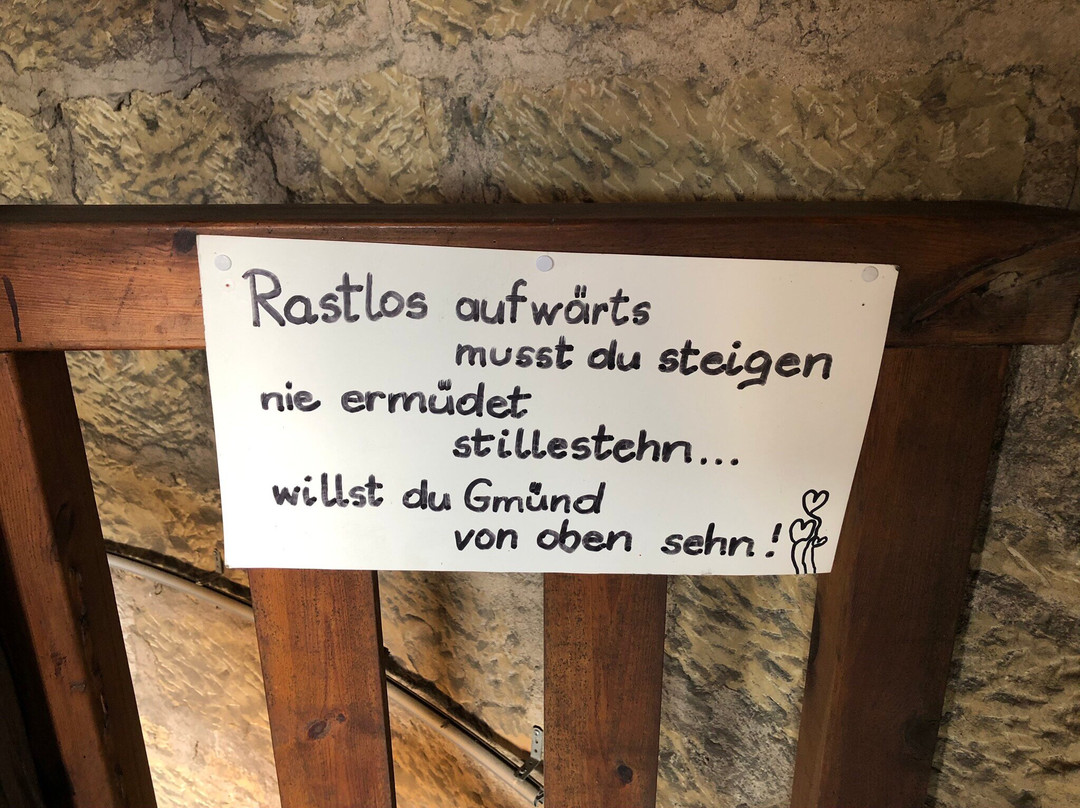 Rastlos aufwärts
musst du steigen
nie ermüdet
stillestehn...
willst du Gmünd
von oben sehn!